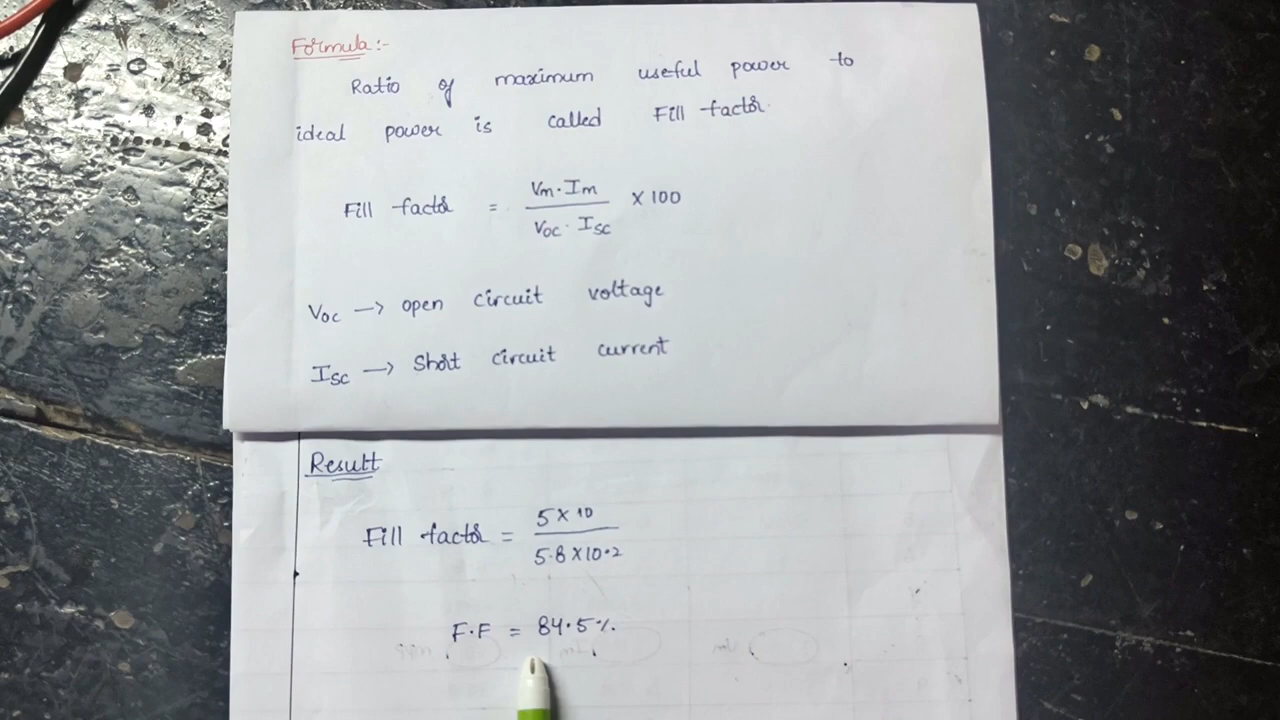 Formula:-
Ratio of maximum useful power to
ideal power is called Fill factor.
Fill factor = Vm.Im / Voc.Isc X 100
Voc → open circuit voltage
Isc → Short circuit current
Result
Fill factor = 5 X 10 / 5.8 X 10.2
F.F = 84.5%